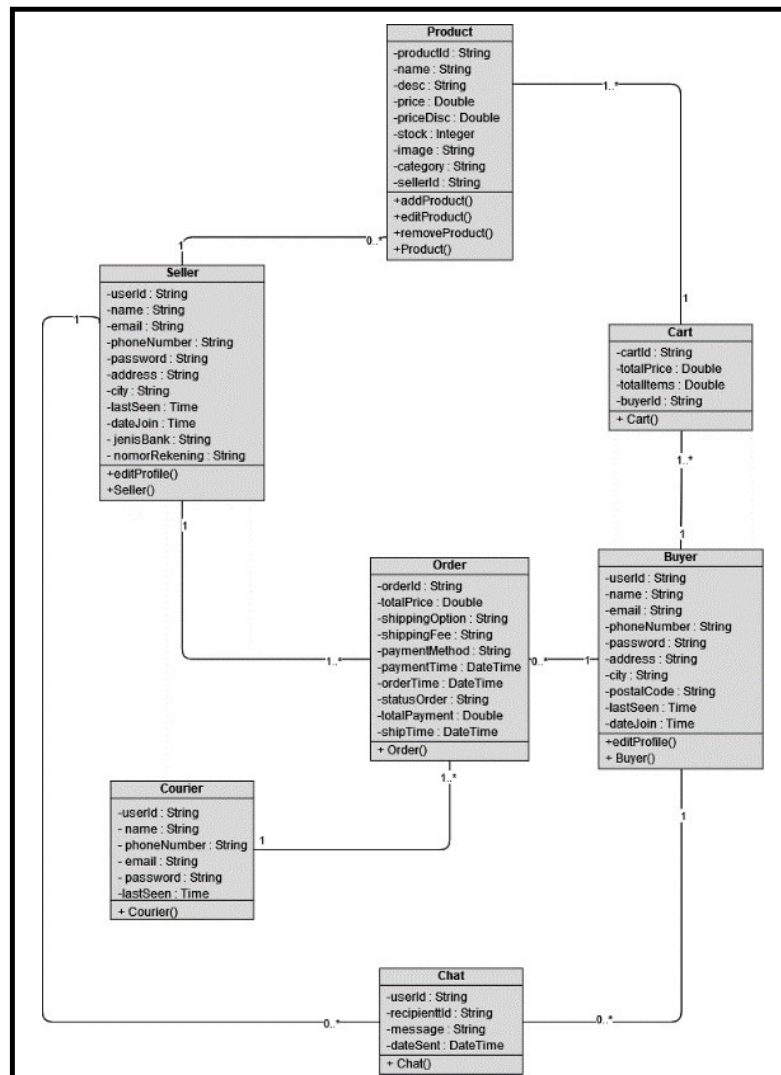 Product
-productId : String
-name : String
-desc : String
-price : Double
-priceDisc : Double
-stock : Integer
-image : String
-category : String
-sellerId : String
+addProduct()
+editProduct()
+removeProduct()
+Product()
1..*
1
0..*
1
Seller
-userId : String
-name : String
-email : String
-phoneNumber : String
-password : String
-address : String
-city : String
-lastSeen : Time
-dateJoin : Time
- jenisBank : String
- nomorRekening : String
+editProfile()
+Seller()
1
1
1
Cart
-cartId : String
-totalPrice : Double
-totalItems : Double
-buyerId : String
+ Cart()
1..*
1
Order
-orderId : String
-totalPrice : Double
-shippingOption : String
-shippingFee : String
-paymentMethod : String
-paymentTime : DateTime
-orderTime : DateTime
-statusOrder : String
-totalPayment : Double
-shipTime : DateTime
+ Order()
1..*
0..*
1
1..*
Buyer
-userId : String
-name : String
-email : String
-phoneNumber : String
-password : String
-address : String
-city : String
-postalCode : String
-lastSeen : Time
-dateJoin : Time
+editProfile()
+ Buyer()
1
Courier
-userId : String
- name : String
- phoneNumber : String
- email : String
- password : String
-lastSeen : Time
+ Courier()
Chat
-userId : String
-recipienttId : String
-message : String
-dateSent : DateTime
+ Chat()
0..*
0..*